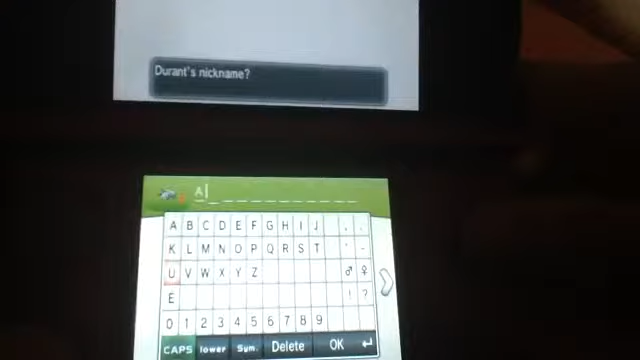 Durant's nickname?
A
A B C D E F G H I J , .
K L M N O P Q R S T ' -
U V W X Y Z ♂ ♀
É ! ?
0 1 2 3 4 5 6 7 8 9
CAPS lower Sym. Delete OK